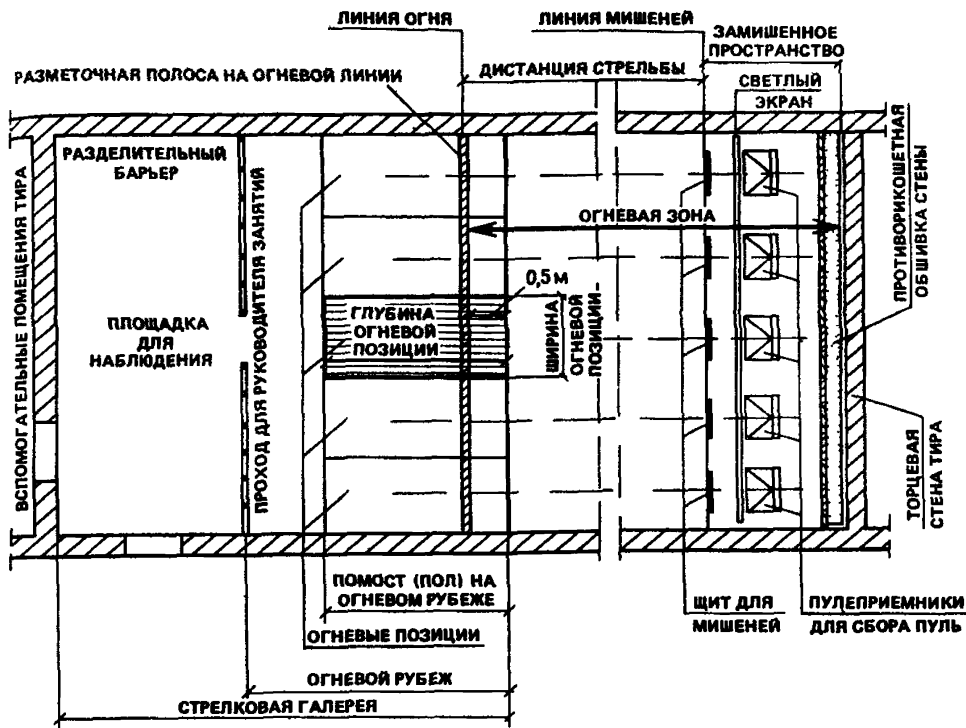 ЛИНИЯ ОГНЯ
ЛИНИЯ МИШЕНЕЙ
ЗАМИШЕННОЕ
ПРОСТРАНСТВО
РАЗМЕТОЧНАЯ ПОЛОСА НА ОГНЕВОЙ ЛИНИИ
ДИСТАНЦИЯ СТРЕЛЬБЫ
СВЕТЛЫЙ
ЭКРАН
ВСПОМОГАТЕЛЬНЫЕ ПОМЕЩЕНИЯ ТИРА
РАЗДЕЛИТЕЛЬНЫЙ
БАРЬЕР
ПРОХОД ДЛЯ РУКОВОДИТЕЛЯ ЗАНЯТИЙ
ОГНЕВАЯ ЗОНА
ПРОТИВОРИКОШЕТНАЯ
ОБШИВКА СТЕНЫ
0,5 м
ПЛОЩАДКА
ДЛЯ
НАБЛЮДЕНИЯ
ГЛУБИНА
ОГНЕВОЙ
ПОЗИЦИИ
ШИРИНА
ОГНЕВОЙ
ПОЗИЦИИ
ТОРЦЕВАЯ
СТЕНА ТИРА
ПОМОСТ (ПОЛ) НА
ОГНЕВОМ РУБЕЖЕ
ЩИТ ДЛЯ
МИШЕНЕЙ
ПУЛЕПРИЕМНИКИ
ДЛЯ СБОРА ПУЛЬ
ОГНЕВЫЕ ПОЗИЦИИ
ОГНЕВОЙ РУБЕЖ
СТРЕЛКОВАЯ ГАЛЕРЕЯ